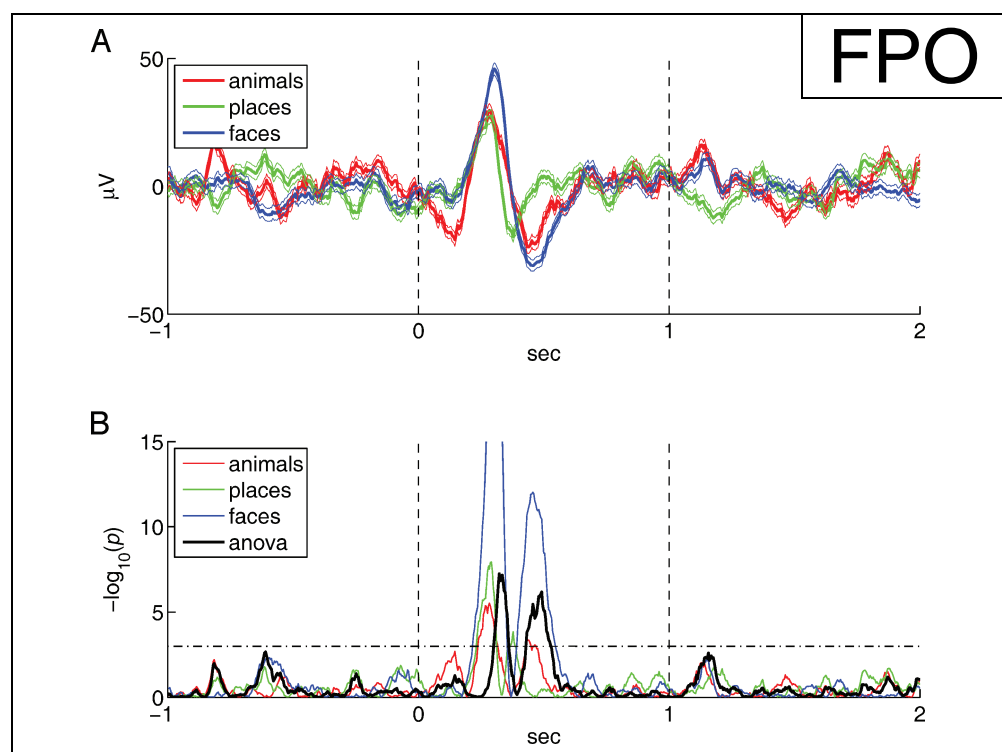 FPO
A
50
0
−50
μV
animals
places
faces
−1
0
1
2
sec
B
15
10
5
0
−log10(p)
animals
places
faces
anova
−1
0
1
2
sec